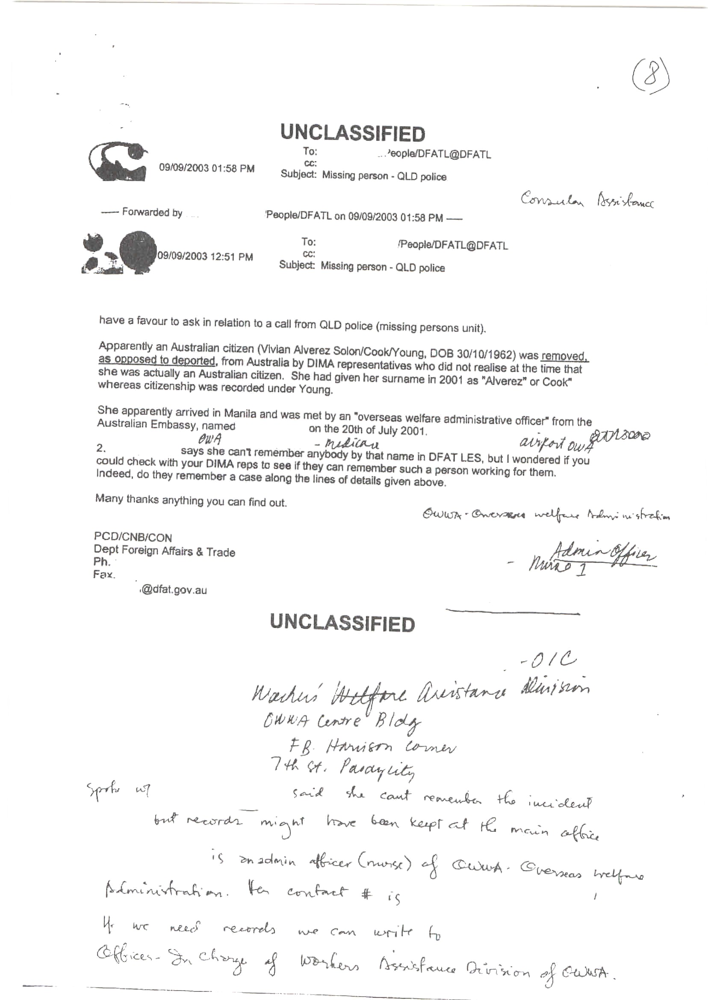 (8)
UNCLASSIFIED
To: ...'eople/DFATL@DFATL
cc:
09/09/2003 01:58 PM
Subject: Missing person - QLD police
Consular Assistance
— Forwarded by 'People/DFATL on 09/09/2003 01:58 PM —
To: /People/DFATL@DFATL
cc:
09/09/2003 12:51 PM
Subject: Missing person - QLD police
have a favour to ask in relation to a call from QLD police (missing persons unit).
Apparently an Australian citizen (Vivian Alverez Solon/Cook/Young, DOB 30/10/1962) was removed,
as opposed to deported, from Australia by DIMA representatives who did not realise at the time that
she was actually an Australian citizen. She had given her surname in 2001 as "Alverez" or Cook"
whereas citizenship was recorded under Young.
She apparently arrived in Manila and was met by an "overseas welfare administrative officer" from the
Australian Embassy, named on the 20th of July 2001.
OWA - medicare airport OWA
2. says she can't remember anybody by that name in DFAT LES, but I wondered if you
could check with your DIMA reps to see if they can remember such a person working for them.
Indeed, do they remember a case along the lines of details given above.
Many thanks anything you can find out.
OWWA - Overseas welfare Administration
PCD/CNB/CON
Dept Foreign Affairs & Trade
Ph.
Fax.
@dfat.gov.au
Admin Officer
- Nurse I
UNCLASSIFIED
- OIC
Workers' Welfare Assistance Division
OWWA Centre Bldg
FB. Harrison corner
7th St. Pasay City
Spoke w/ said she cant remember the incident
but records might have been kept at the main office
is an admin officer (nurse) of OWWA - Overseas welfare
Administration. Her contact # is
If we need records we can write to
Officer-In Charge of Workers Assistance Division of OWWA.